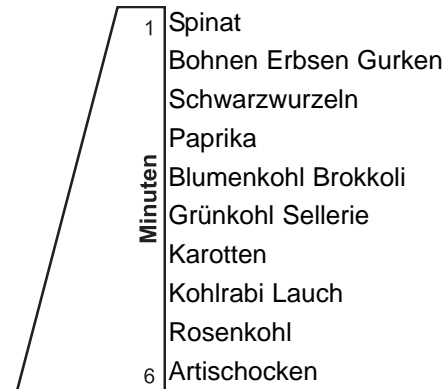 1 Spinat
Bohnen Erbsen Gurken
Schwarzwurzeln
Paprika
Blumenkohl Brokkoli
Grünkohl Sellerie
Karotten
Kohlrabi Lauch
Rosenkohl
6 Artischocken
Minuten